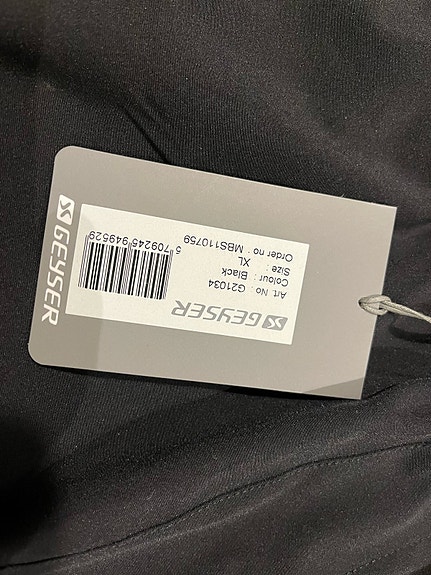 GEYSER
GEYSER
Art. No : G21034
Colour : Black
Size : XL
Order no : MBS110759
5 709245 949529